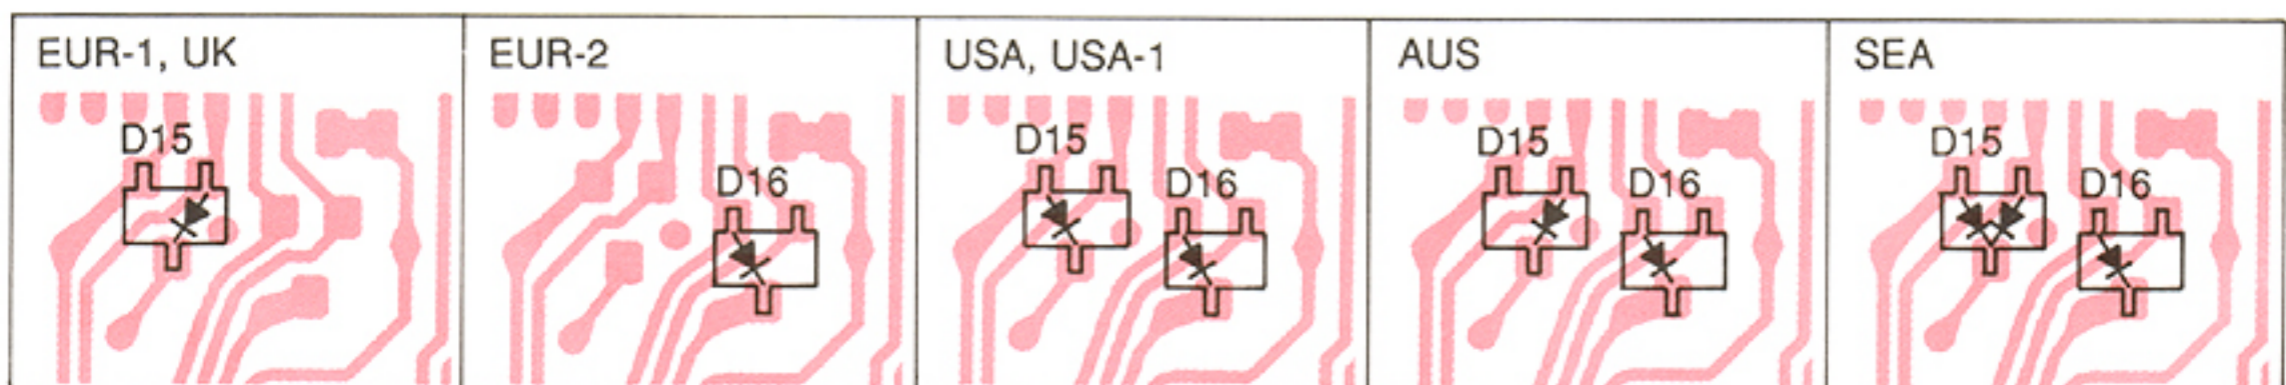 EUR-1, UK
D15
EUR-2
D16
USA, USA-1
D15
D16
AUS
D15
D16
SEA
D15
D16